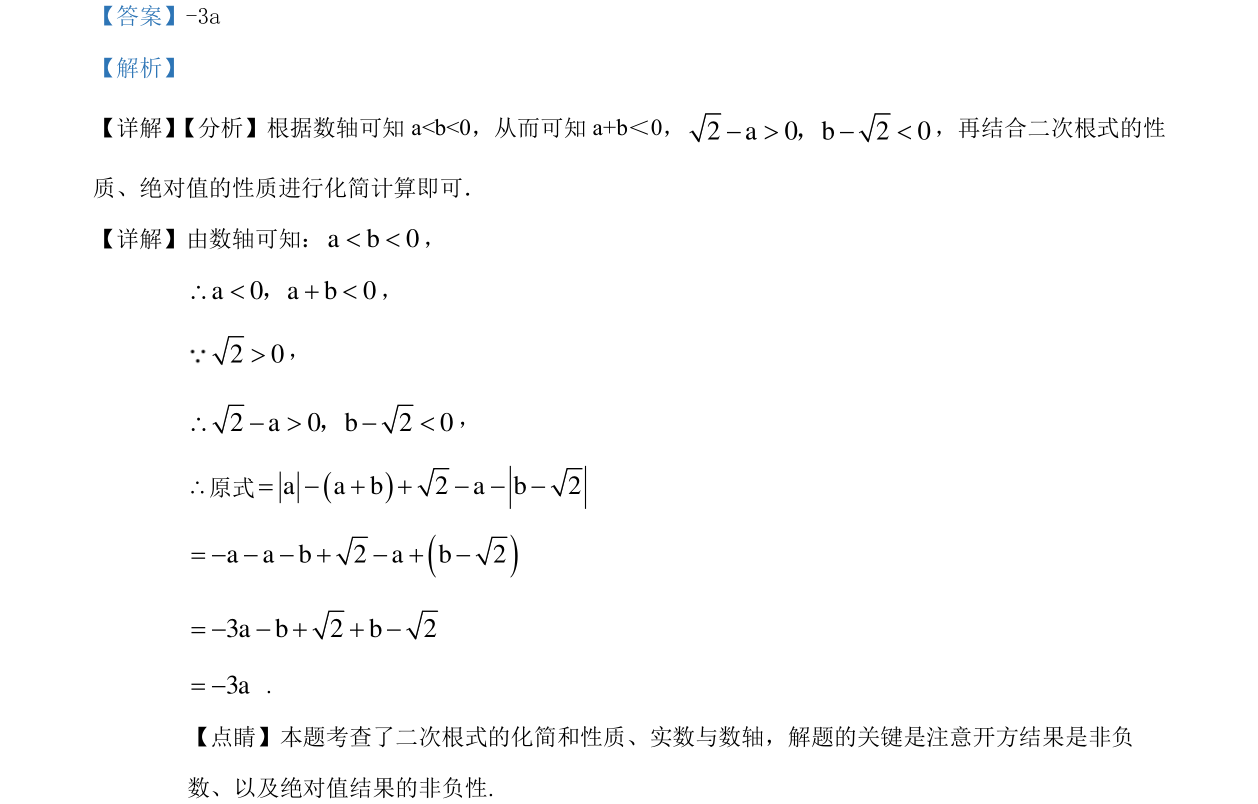 【答案】-3a
【解析】
【详解】【分析】根据数轴可知 a<b<0，从而可知 a+b＜0，√2−a>0，b−√2<0，再结合二次根式的性
质、绝对值的性质进行化简计算即可．
【详解】由数轴可知：a<b<0，
∴a<0，a+b<0，
∵√2>0，
∴√2−a>0，b−√2<0，
∴原式=|a|−(a+b)+√2−a−|b−√2|
=−a−a−b+√2−a+(b−√2)
=−3a−b+√2+b−√2
=−3a .
【点睛】本题考查了二次根式的化简和性质、实数与数轴，解题的关键是注意开方结果是非负
数、以及绝对值结果的非负性.